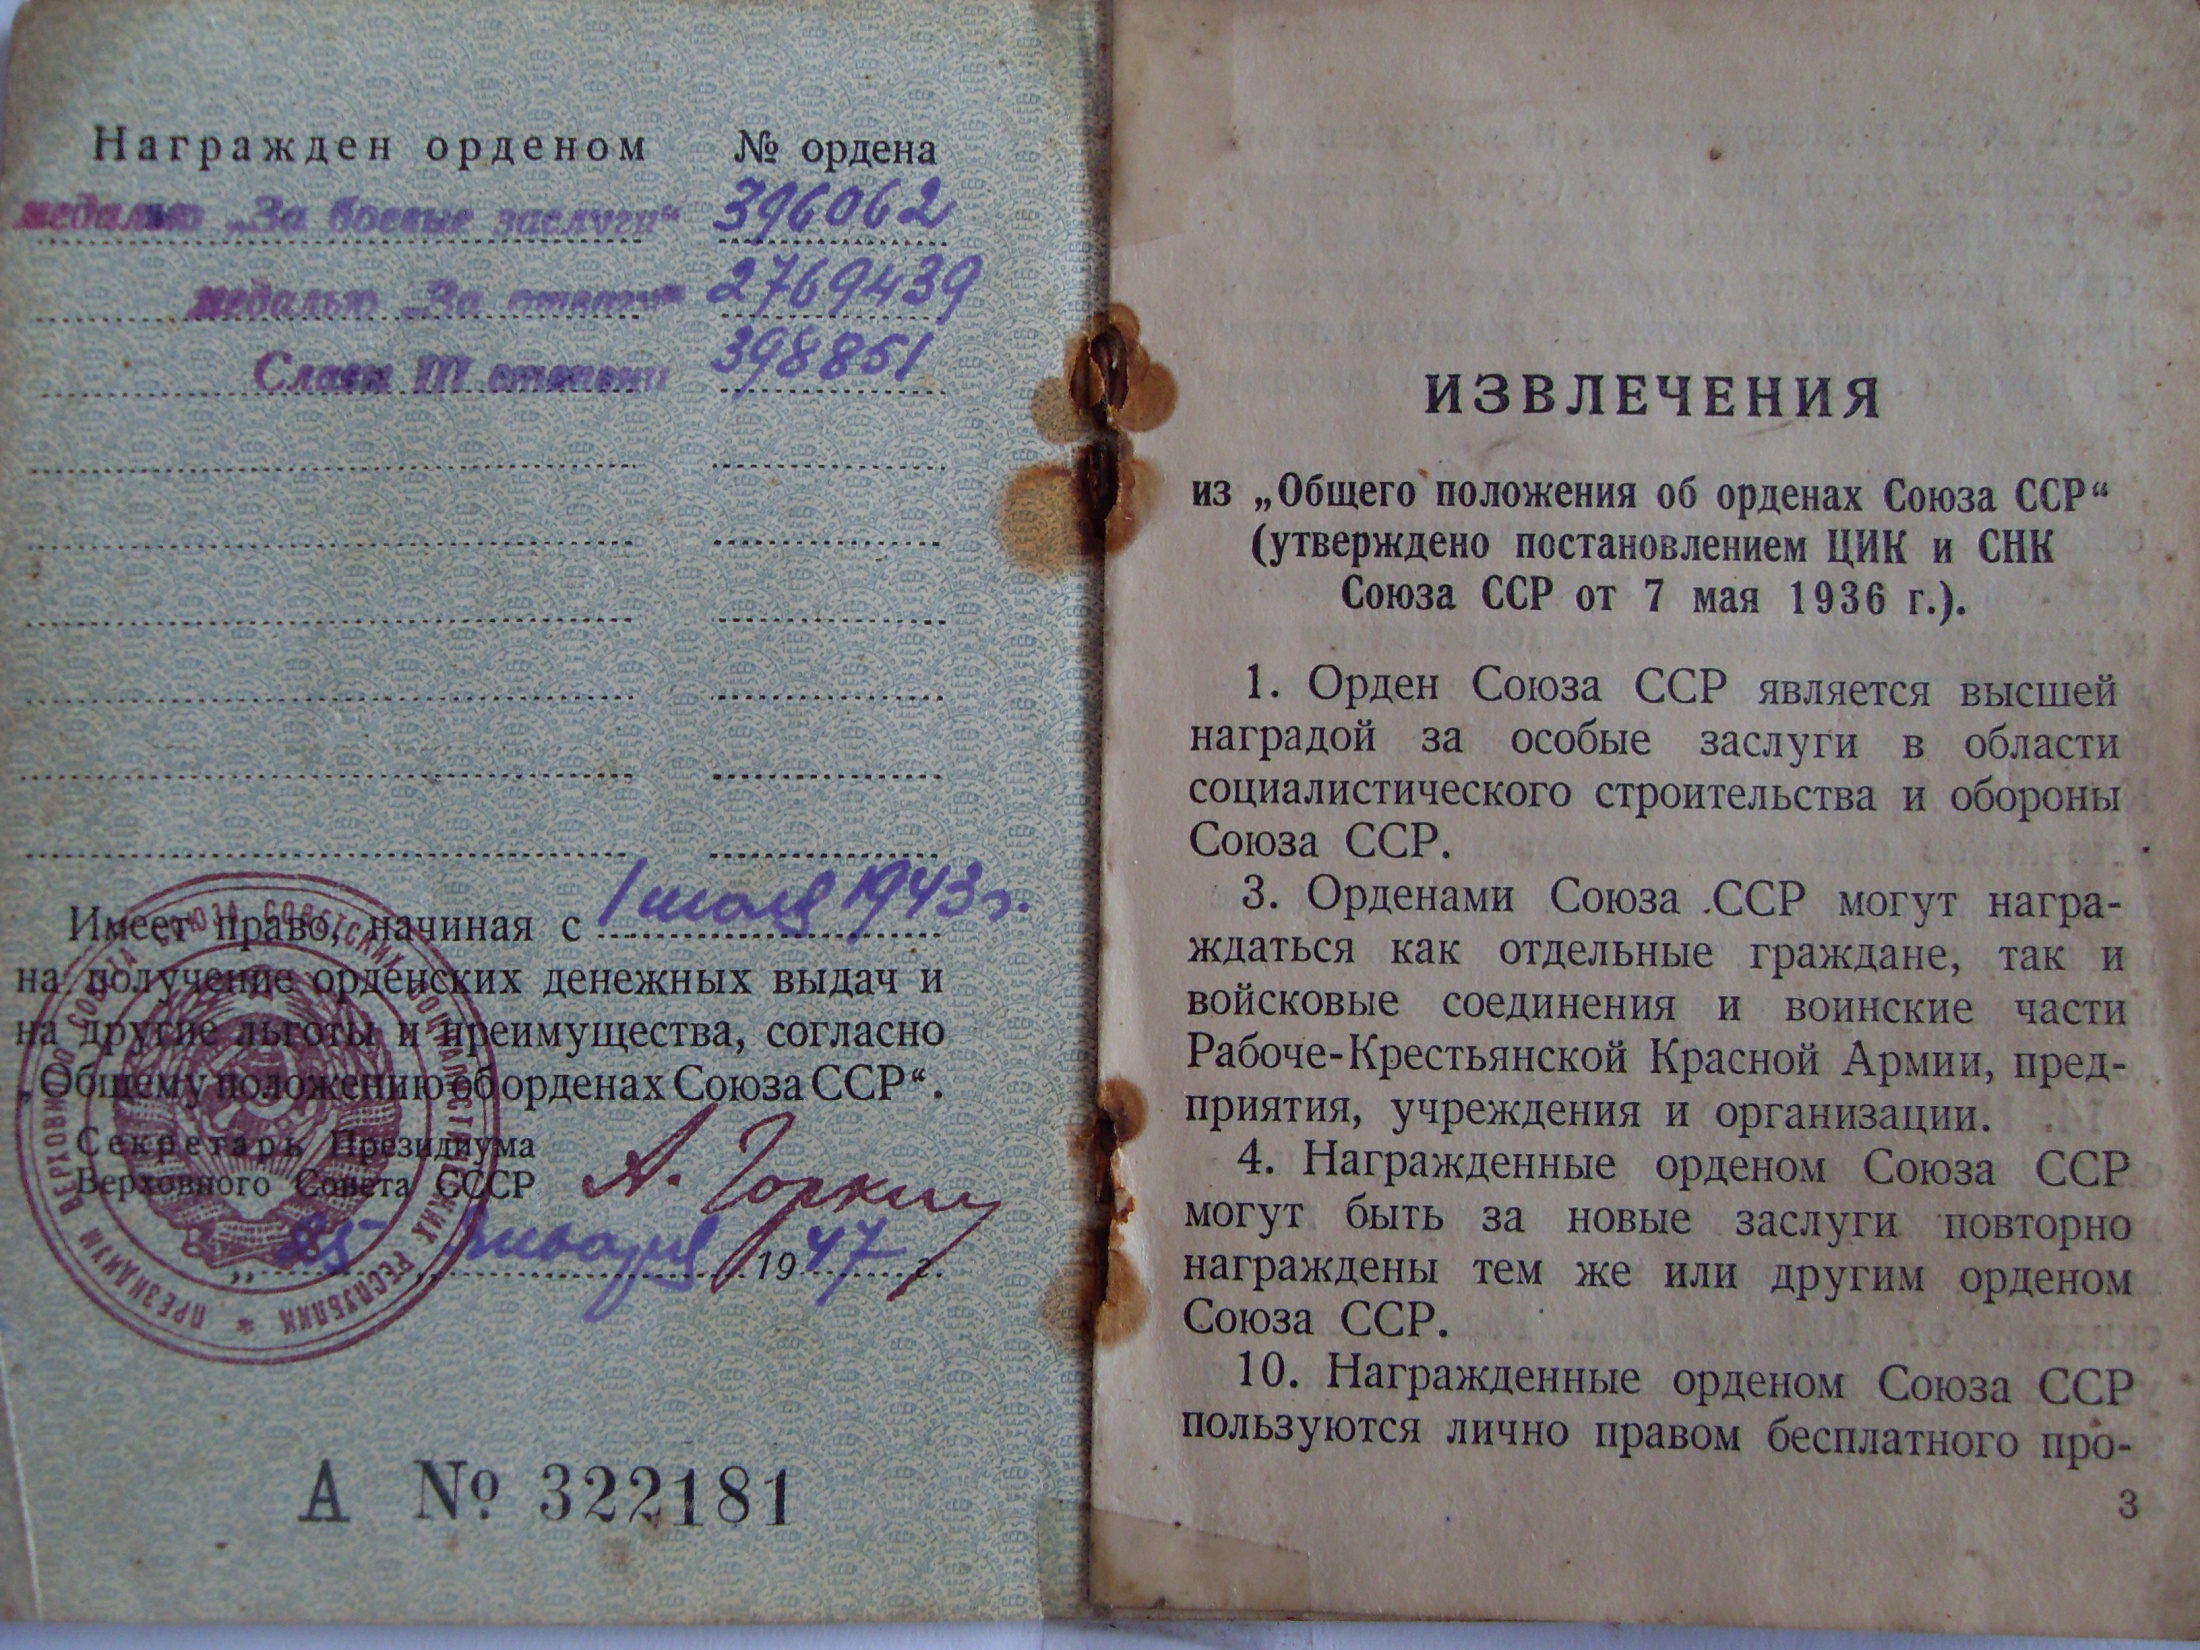 Награжден орденом № ордена
медалью „За боевые заслуги“ 396062
медалью „За отвагу“ 2769439
Славы III степени 398851
Имеет право, начиная с 1 июля 1943 г.
на получение орденских денежных выдач и
на другие льготы и преимущества, согласно
„Общему положению об орденах Союза ССР“.
Секретарь Президиума
Верховного Совета СССР А. Горкин
„25 января 1947 г.
ПРЕЗИДИУМ ВЕРХОВНОГО СОВЕТА СОЮЗА СОВЕТСКИХ СОЦИАЛИСТИЧЕСКИХ РЕСПУБЛИК *
А № 322181
ИЗВЛЕЧЕНИЯ
из „Общего положения об орденах Союза ССР“
(утверждено постановлением ЦИК и СНК
Союза ССР от 7 мая 1936 г.).
1. Орден Союза ССР является высшей
наградой за особые заслуги в области
социалистического строительства и обороны
Союза ССР.
3. Орденами Союза ССР могут награ-
ждаться как отдельные граждане, так и
войсковые соединения и воинские части
Рабоче-Крестьянской Красной Армии, пред-
приятия, учреждения и организации.
4. Награжденные орденом Союза ССР
могут быть за новые заслуги повторно
награждены тем же или другим орденом
Союза ССР.
10. Награжденные орденом Союза ССР
пользуются лично правом бесплатного про-
3